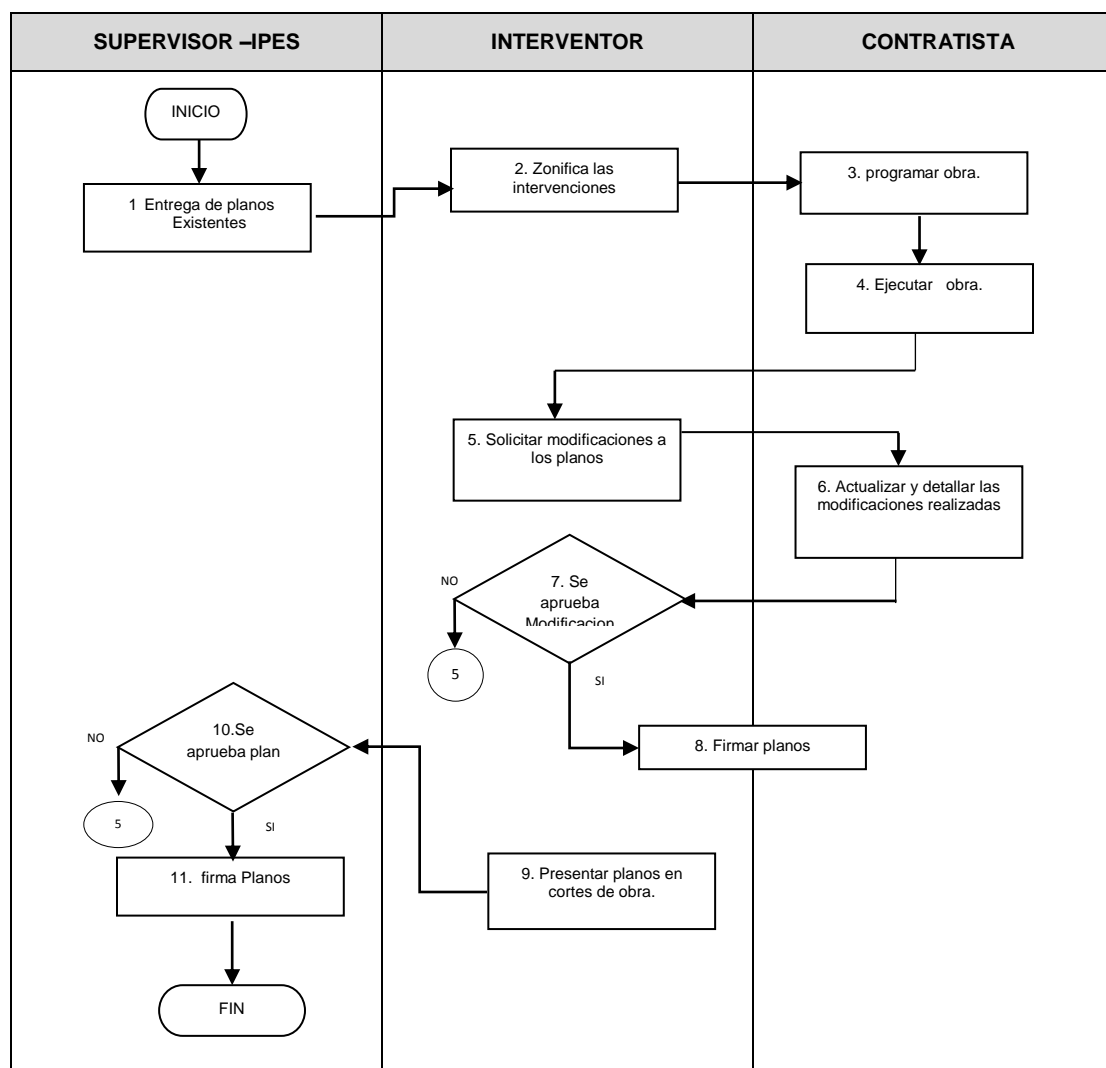 SUPERVISOR –IPES
INTERVENTOR
CONTRATISTA
INICIO
1 Entrega de planos
Existentes
2. Zonifica las
intervenciones
3. programar obra.
4. Ejecutar obra.
5. Solicitar modificaciones a
los planos
6. Actualizar y detallar las
modificaciones realizadas
7. Se
aprueba
Modificacion
NO
5
SI
8. Firmar planos
9. Presentar planos en
cortes de obra.
10.Se
aprueba plan
NO
5
SI
11. firma Planos
FIN